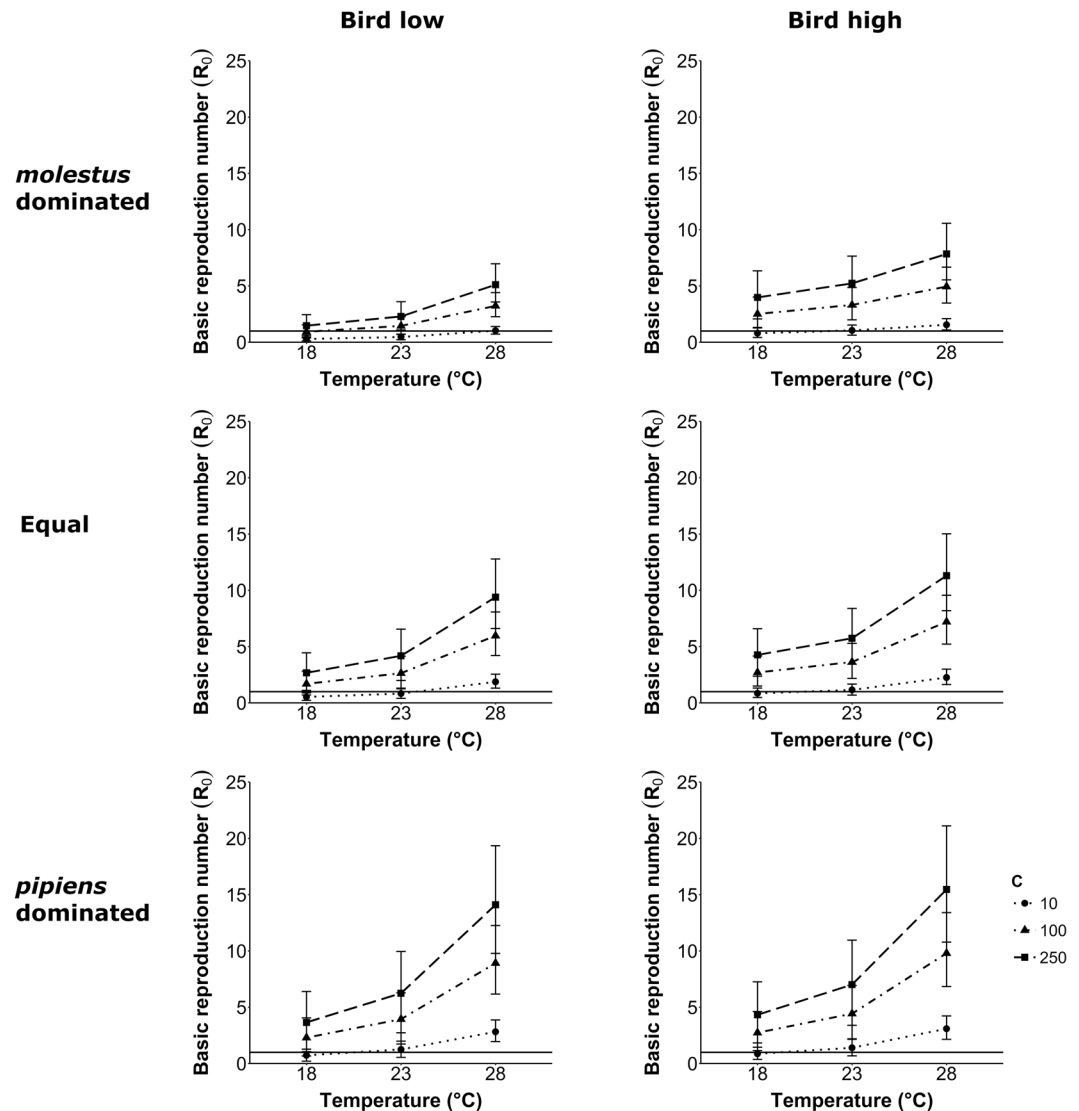 Bird low
Bird high
molestus
dominated
Basic reproduction number (R0)
25
20
15
10
5
0
18 23 28
Temperature (°C)
Basic reproduction number (R0)
25
20
15
10
5
0
18 23 28
Temperature (°C)
Equal
Basic reproduction number (R0)
25
20
15
10
5
0
18 23 28
Temperature (°C)
Basic reproduction number (R0)
25
20
15
10
5
0
18 23 28
Temperature (°C)
pipiens
dominated
Basic reproduction number (R0)
25
20
15
10
5
0
18 23 28
Temperature (°C)
Basic reproduction number (R0)
25
20
15
10
5
0
18 23 28
Temperature (°C)
C
10
100
250